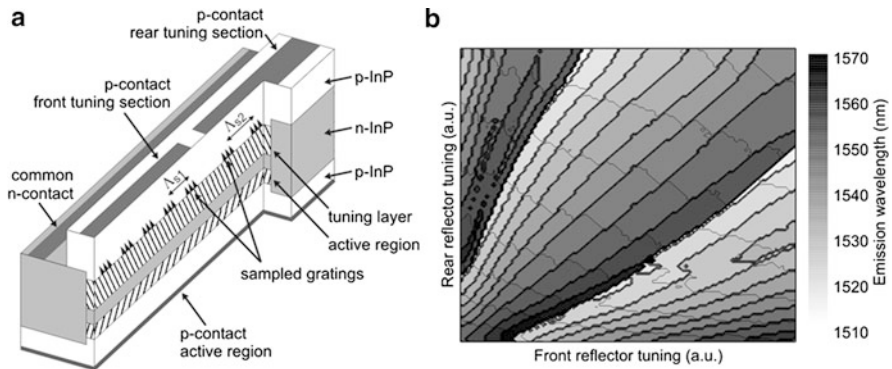 a
p-contact
rear tuning section
p-contact
front tuning section
common
n-contact
Λs1
Λs2
p-InP
n-InP
p-InP
tuning layer
active region
sampled gratings
p-contact
active region
b
Rear reflector tuning (a.u.)
Front reflector tuning (a.u.)
1570
1560
1550
1540
1530
1520
1510
Emission wavelength (nm)